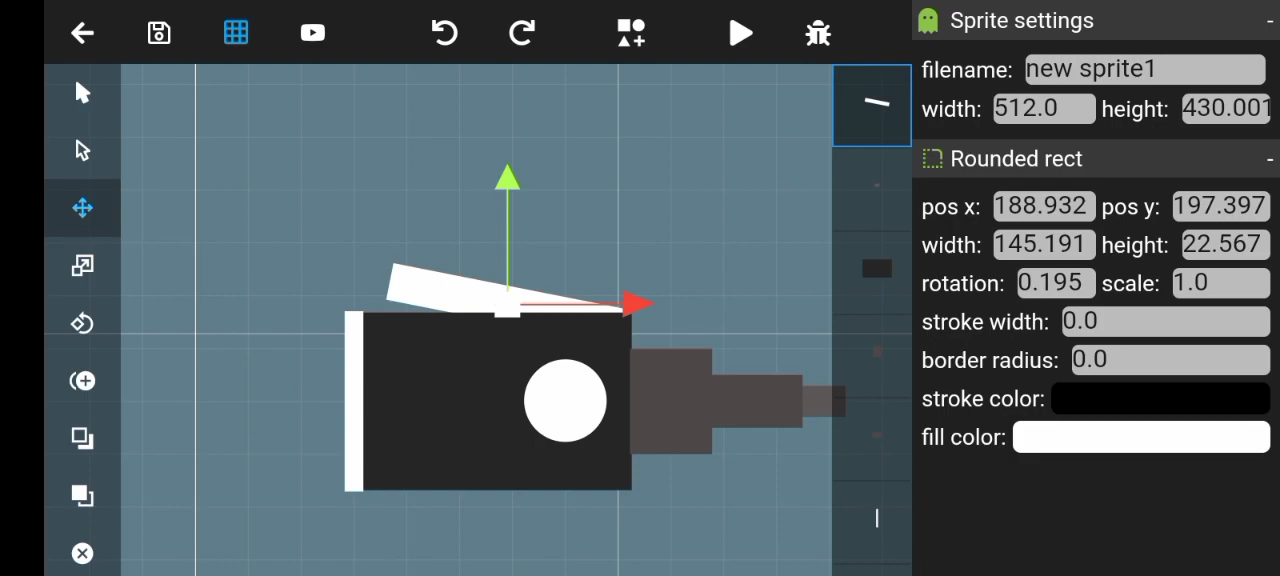 Sprite settings -
filename: new sprite1
width: 512.0 height: 430.001
Rounded rect -
pos x: 188.932 pos y: 197.397
width: 145.191 height: 22.567
rotation: 0.195 scale: 1.0
stroke width: 0.0
border radius: 0.0
stroke color:
fill color: